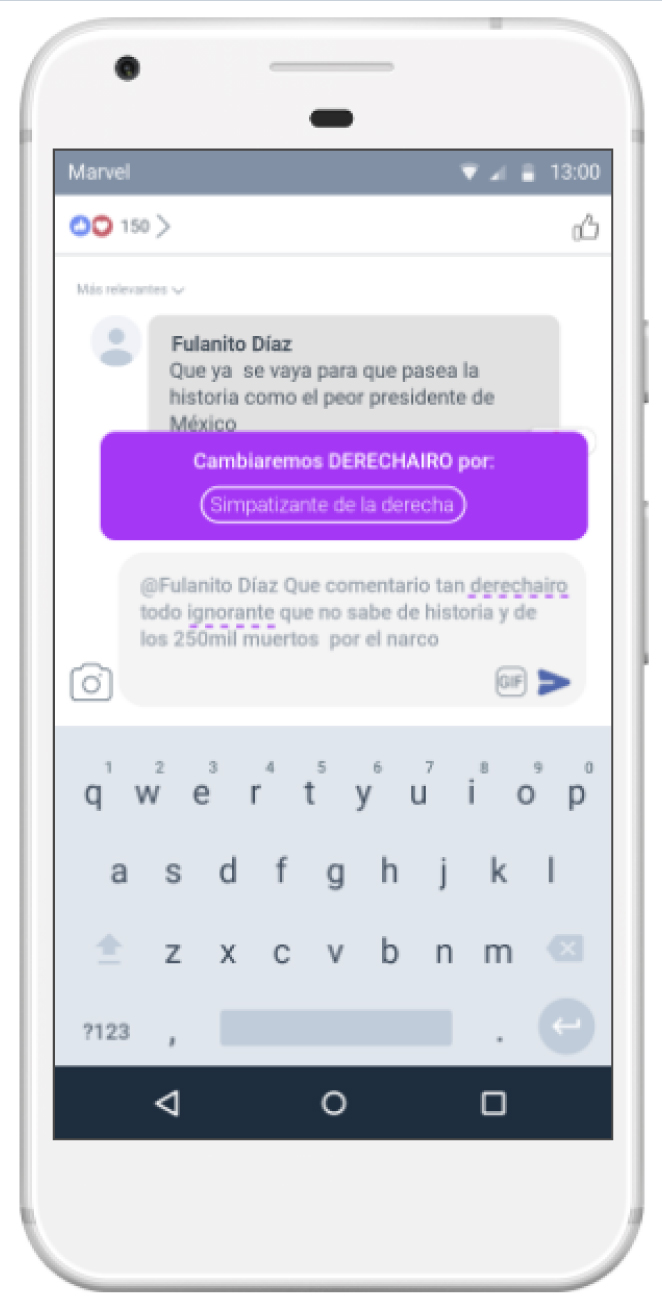 Marvel 13:00
150
Más relevantes
Fulanito Díaz
Que ya se vaya para que pasea la
historia como el peor presidente de
México
Cambiaremos DERECHAIRO por:
Simpatizante de la derecha
@Fulanito Díaz Que comentario tan derechairo
todo ignorante que no sabe de historia y de
los 250mil muertos por el narco
GIF
1 2 3 4 5 6 7 8 9 0
q w e r t y u i o p
a s d f g h j k l
z x c v b n m
?123 , .